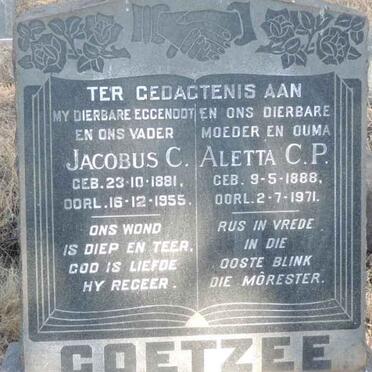 TER GEDAGTENIS AAN
MY DIERBARE EGGENOOT
EN ONS VADER
JACOBUS C.
GEB. 23-10-1881,
OORL. 16-12-1955.
ONS WOND
IS DIEP EN TEER,
GOD IS LIEFDE
HY REGEER.
EN ONS DIERBARE
MOEDER EN OUMA
ALETTA C.P.
GEB. 9-5-1888,
OORL. 2-7-1971.
RUS IN VREDE
IN DIE
OOSTE BLINK
DIE MÔRESTER.
COETZEE